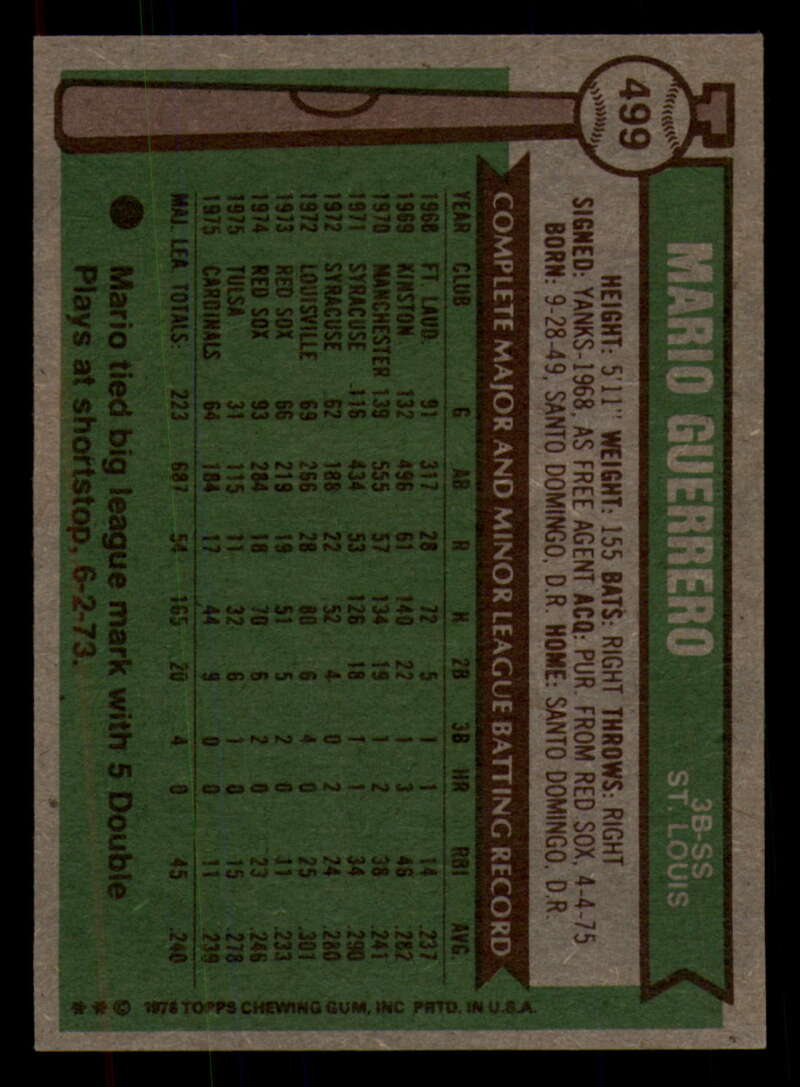 499
MARIO GUERRERO
3B-SS
ST. LOUIS
HEIGHT: 5'11" WEIGHT: 155 BATS: RIGHT THROWS: RIGHT
SIGNED: YANKS-1968, AS FREE AGENT ACQ: PUR. FROM RED SOX, 4-4-75
BORN: 9-28-49, SANTO DOMINGO, D.R. HOME: SANTO DOMINGO, D.R.
COMPLETE MAJOR AND MINOR LEAGUE BATTING RECORD
YEAR CLUB G AB R H 2B 3B HR RBI AVG.
1968 FT. LAUD. 91 317 28 72 5 1 1 14 .237
1969 KINSTON 132 496 61 140 22 1 3 46 .282
1970 MANCHESTER 139 555 57 134 19 1 2 38 .241
1971 SYRACUSE 116 434 53 126 18 1 1 34 .290
1972 SYRACUSE 62 188 22 52 4 0 2 24 .280
1972 LOUISVILLE 69 266 28 80 6 4 0 25 .301
1973 RED SOX 66 219 19 51 5 2 0 11 .233
1974 RED SOX 93 284 18 70 6 2 0 23 .246
1975 TULSA 31 115 11 32 6 1 0 15 .278
1975 CARDINALS 64 184 17 44 9 0 0 11 .239
MAJ. LEA. TOTALS: 223 687 54 165 20 4 0 45 .240
Mario tied big league mark with 5 Double
Plays at shortstop, 6-2-73.
** © 1976 TOPPS CHEWING GUM, INC. PRTD. IN U.S.A.